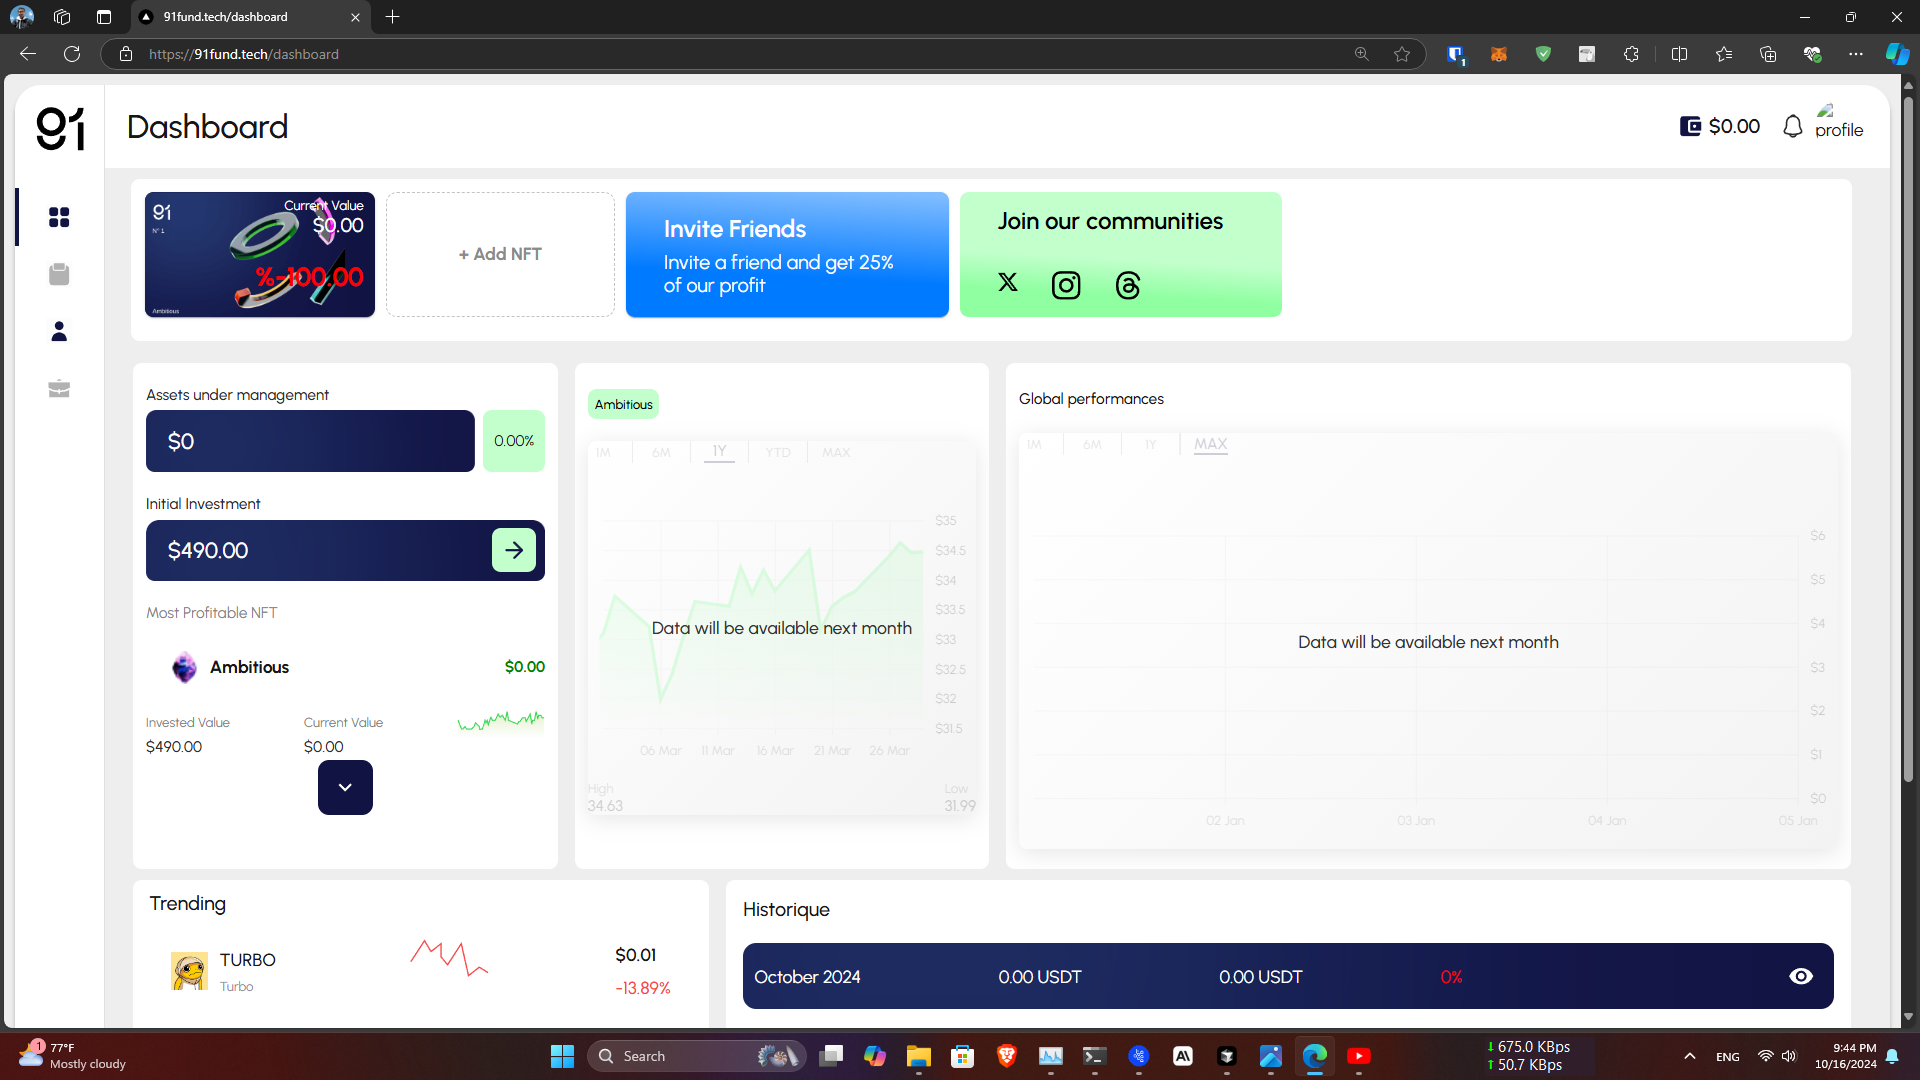 91fund.tech/dashboard
https://91fund.tech/dashboard
1
91
Dashboard
$0.00
profile
91
N° 1
Current Value
$0.00
%-100.00
Ambitious
+ Add NFT
Invite Friends
Invite a friend and get 25%
of our profit
Join our communities
Assets under management
$0
0.00%
Initial Investment
$490.00
Most Profitable NFT
Ambitious
$0.00
Invested Value
Current Value
$490.00
$0.00
Ambitious
1M
6M
1Y
YTD
MAX
$35
$34.5
$34
$33.5
$33
$32.5
$32
$31.5
Data will be available next month
06 Mar
11 Mar
16 Mar
21 Mar
26 Mar
High
Low
34.63
31.99
Global performances
1M
6M
1Y
MAX
$6
$5
$4
$3
$2
$1
$0
Data will be available next month
02 Jan
03 Jan
04 Jan
05 Jan
Trending
TURBO
Turbo
$0.01
-13.89%
Historique
October 2024
0.00 USDT
0.00 USDT
0%
1
77°F
Mostly cloudy
Search
675.0 KBps
50.7 KBps
ENG
9:44 PM
10/16/2024